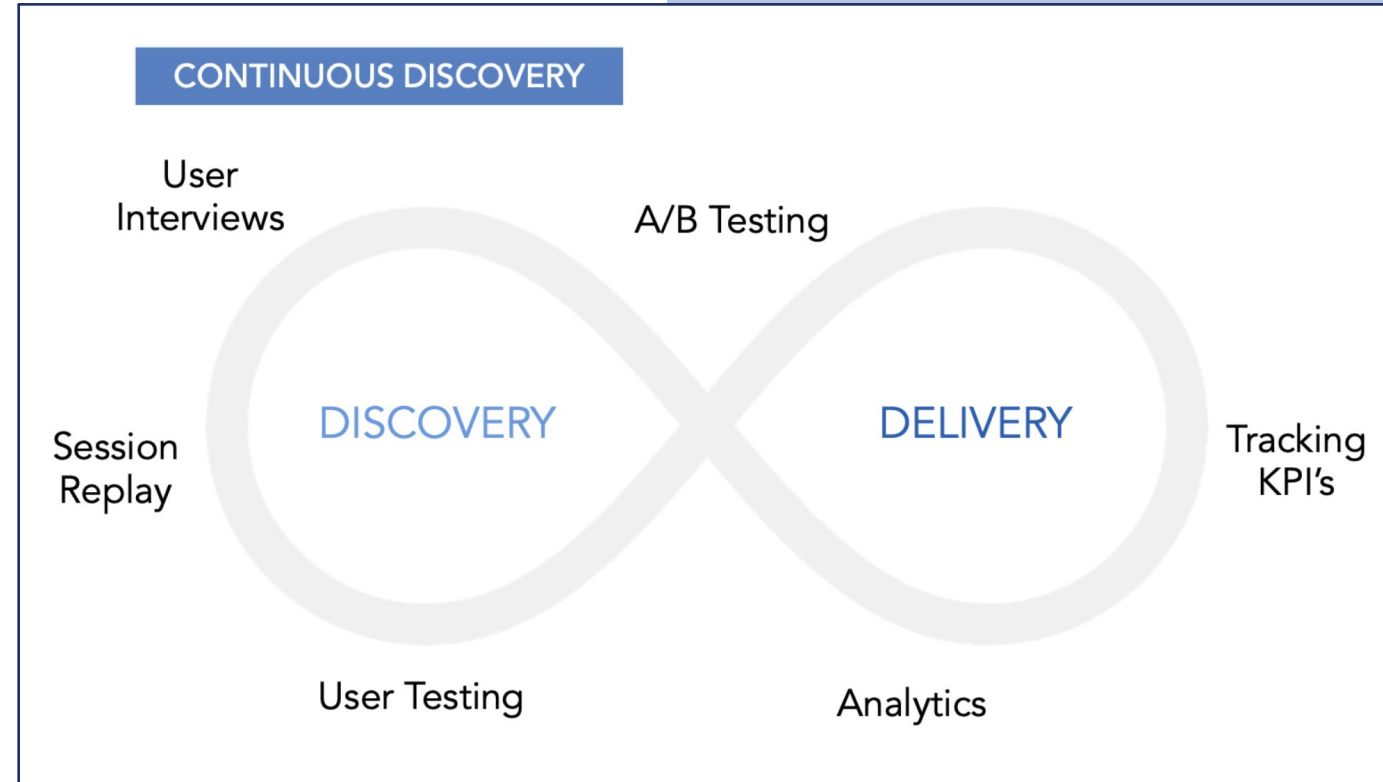 CONTINUOUS DISCOVERY
User
Interviews
A/B Testing
DISCOVERY
DELIVERY
Session
Replay
Tracking
KPI’s
User Testing
Analytics